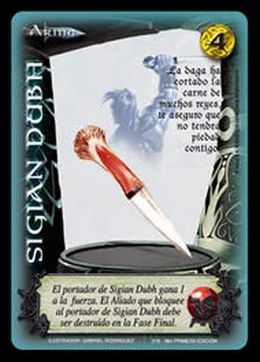 Arma
4
SIGIAN DUBH
La daga ha
cortado la
carne de
muchos reyes,
te aseguro que
no tendrá
piedad
contigo.
El portador de Sigian Dubh gana 1
a la fuerza. El Aliado que bloquee
al portador de Sigian Dubh debe
ser destruido en la Fase Final.
ILUSTRADOR: GABRIEL RODRIGUEZ
PRIMERA EDICIÓN